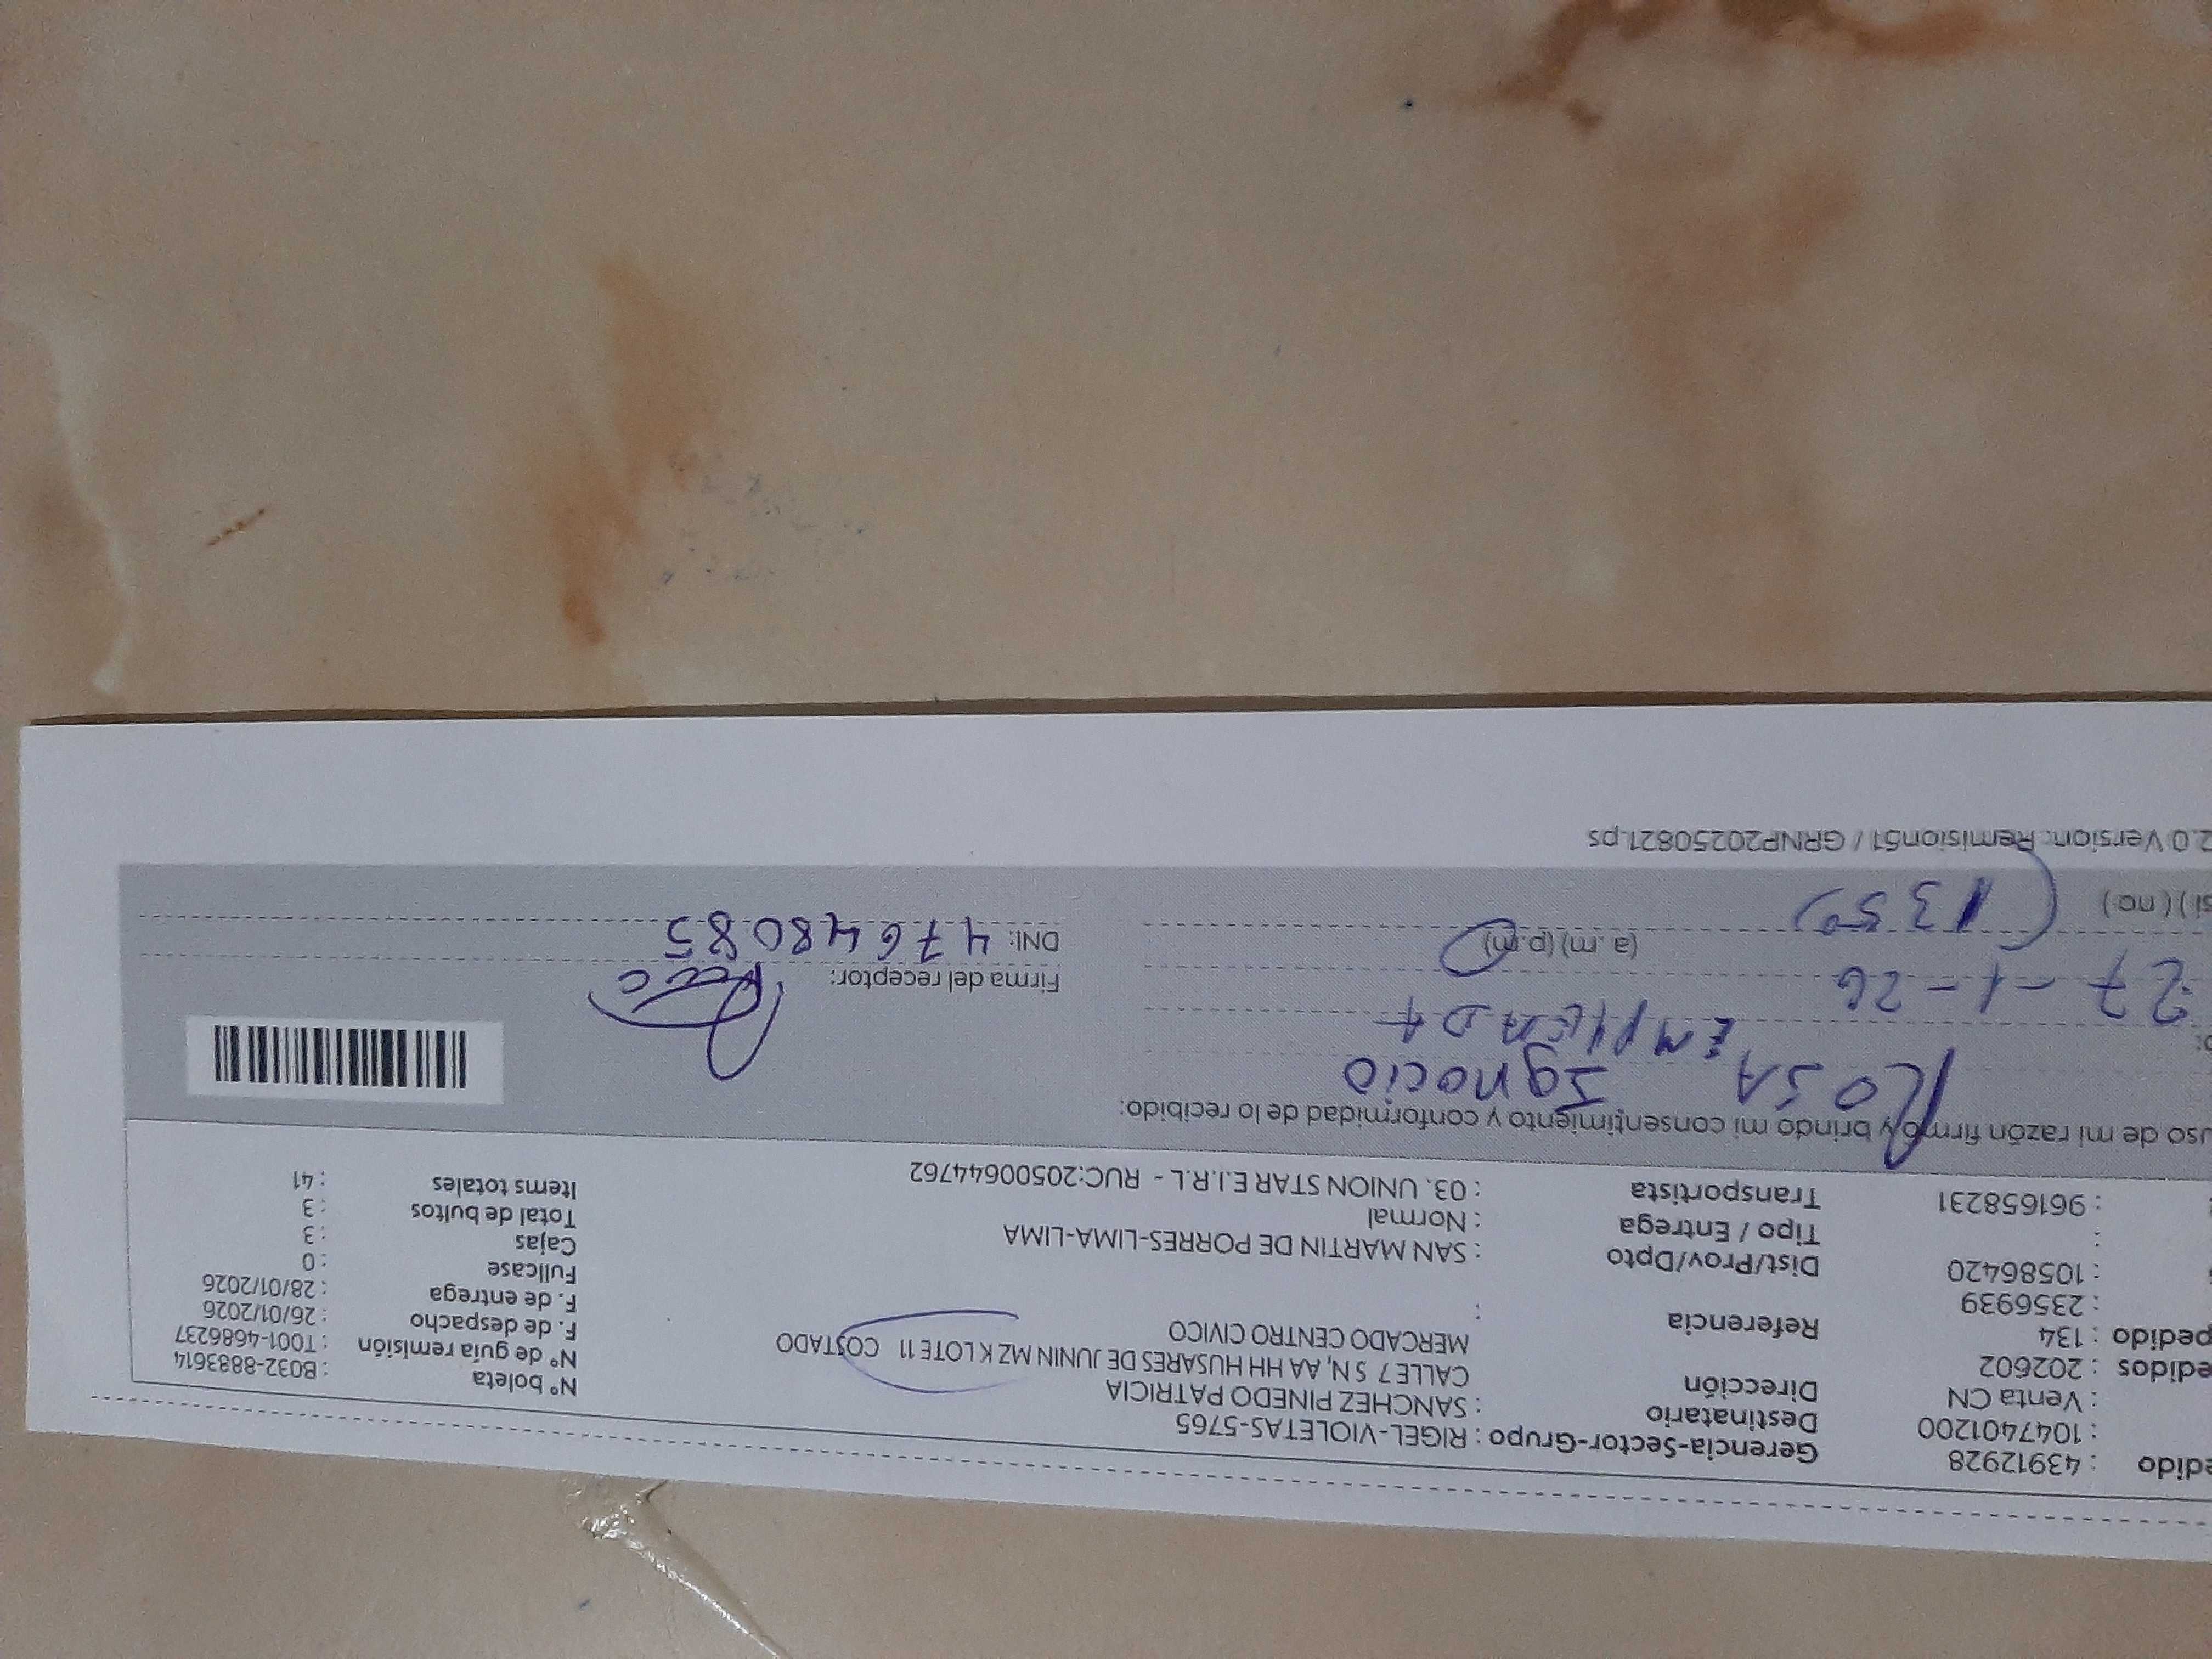 edido : 43912928 Gerencia-Sector-Grupo : RIGEL-VIOLETAS-5765
: 1047401200 Destinatario : SANCHEZ PINEDO PATRICIA Nº boleta : B032-8883614
: Venta CN Dirección CALLE 7 S N, AA HH HUSARES DE JUNIN MZ K LOTE 11 COSTADO Nº de guía remisión : T001-4686237
edidos : 202602 MERCADO CENTRO CIVICO F. de despacho : 26/01/2026
pedido : 134 Referencia : F. de entrega : 28/01/2026
: 2356939 Fullcase : 0
: 10586420 Dist/Prov/Dpto : SAN MARTIN DE PORRES-LIMA-LIMA Cajas : 3
: Tipo / Entrega : Normal Total de bultos : 3
: 961658231 Transportista : 03. UNION STAR E.I.R.L - RUC:20500644762 Items totales : 41
uso de mi razón firmo y brindo mi consentimiento y conformidad de lo recibido:
ROSA Ignacio
EMPLEADA
27-1-26 Firma del receptor:
(a.m) (p.m) DNI: 47648085
si ) ( no ) (1350)
2.0 Version: Remision51 / GRNP20250821.ps